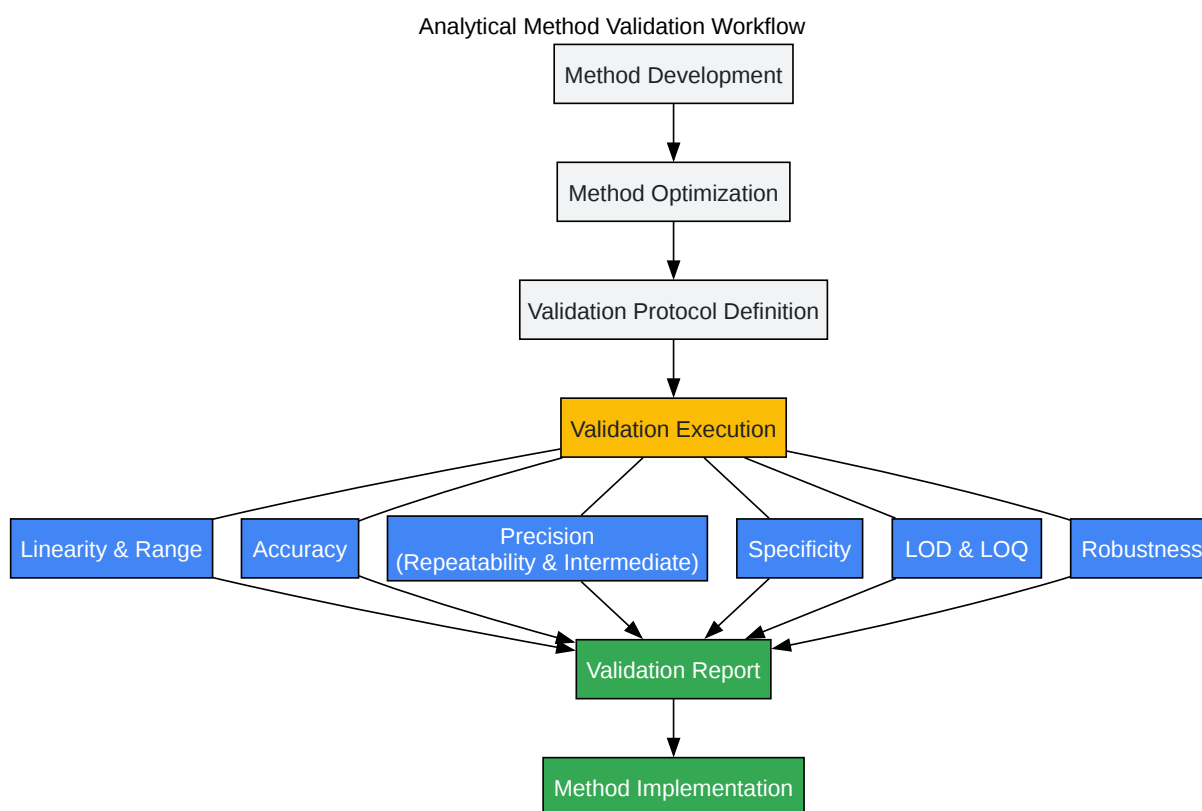 Analytical Method Validation Workflow
Method Development
Method Optimization
Validation Protocol Definition
Validation Execution
Linearity & Range
Accuracy
Precision
(Repeatability & Intermediate)
Specificity
LOD & LOQ
Robustness
Validation Report
Method Implementation